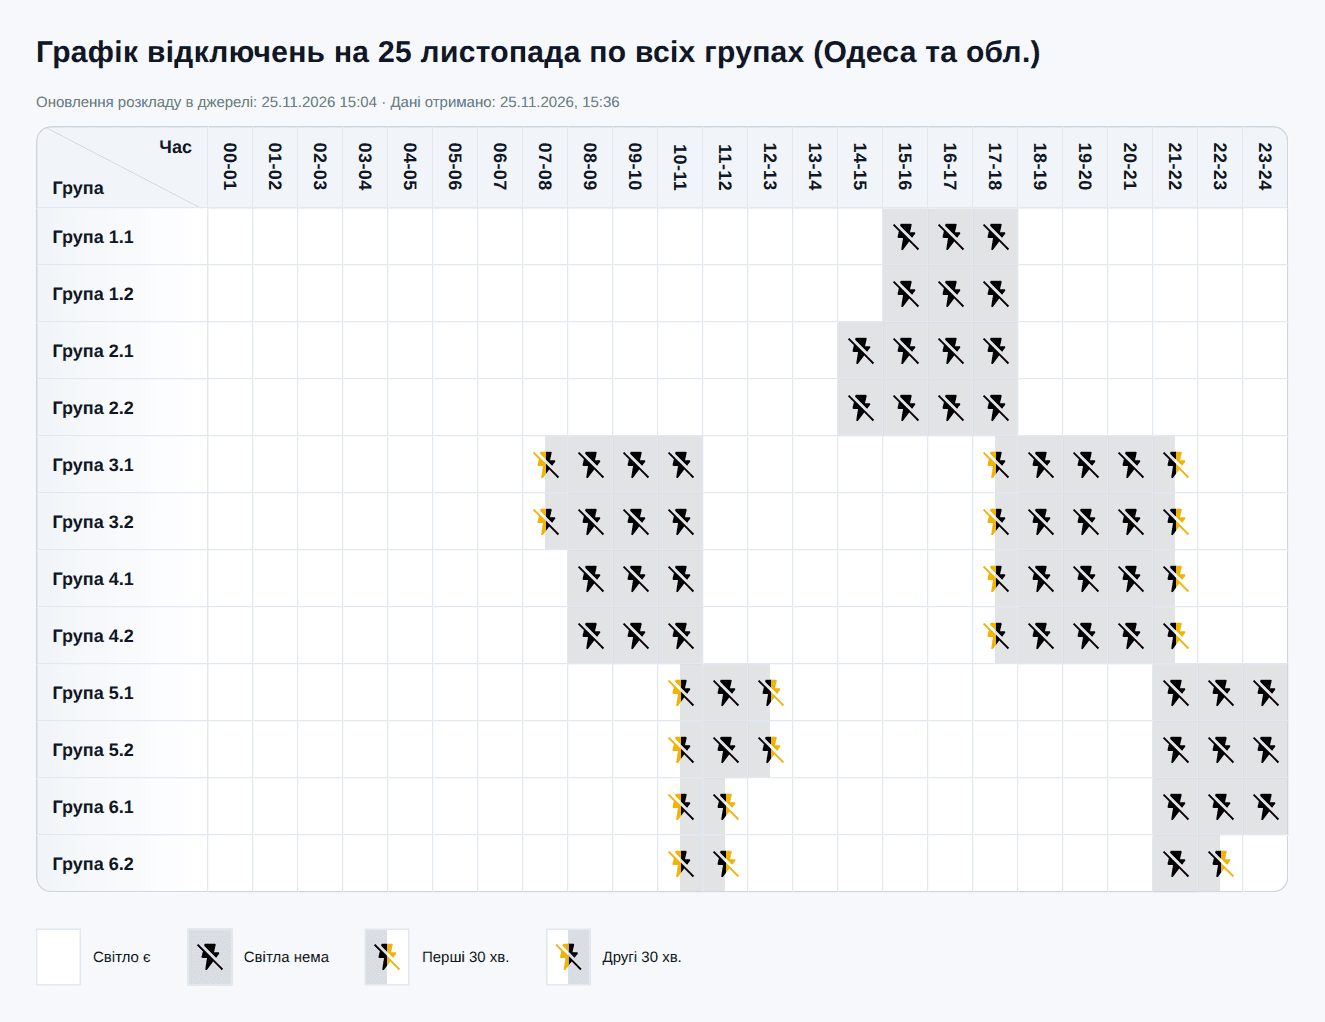 Графік відключень на 25 листопада по всіх групах (Одеса та обл.)
Оновлення розкладу в джерелі: 25.11.2026 15:04 · Дані отримано: 25.11.2026, 15:36
Час
Група
00-01 01-02 02-03 03-04 04-05 05-06 06-07 07-08 08-09 09-10 10-11 11-12 12-13 13-14 14-15 15-16 16-17 17-18 18-19 19-20 20-21 21-22 22-23 23-24
Група 1.1
Група 1.2
Група 2.1
Група 2.2
Група 3.1
Група 3.2
Група 4.1
Група 4.2
Група 5.1
Група 5.2
Група 6.1
Група 6.2
Світло є Світла нема Перші 30 хв. Другі 30 хв.